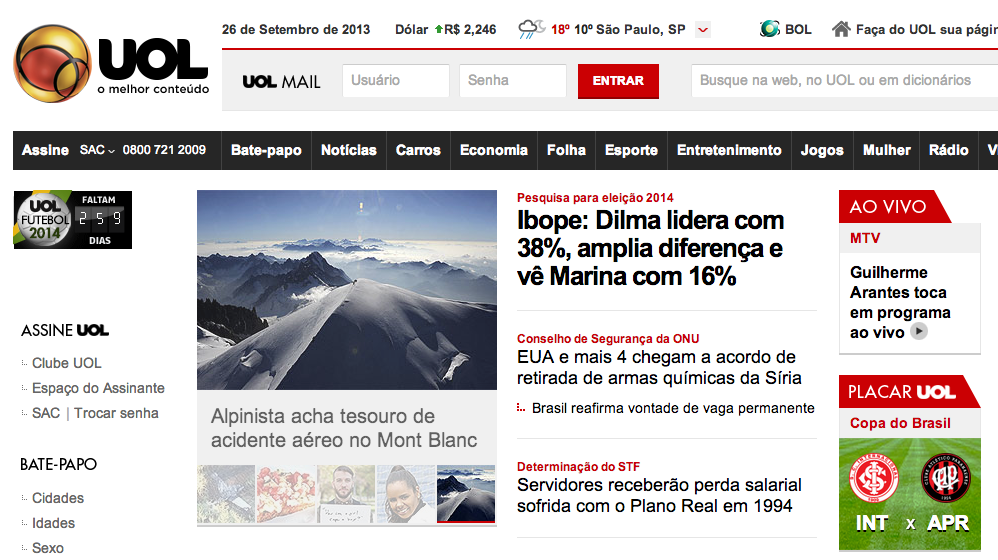 UOL
o melhor conteúdo
26 de Setembro de 2013
Dólar R$ 2,246
18º 10º São Paulo, SP
BOL
Faça do UOL sua págin
UOL MAIL
Usuário
Senha
ENTRAR
Busque na web, no UOL ou em dicionários
Assine SAC 0800 721 2009 Bate-papo Notícias Carros Economia Folha Esporte Entretenimento Jogos Mulher Rádio V
UOL
FUTEBOL
2014
FALTAM
259
DIAS
ASSINE UOL
Clube UOL
Espaço do Assinante
SAC | Trocar senha
BATE-PAPO
Cidades
Idades
Sexo
Alpinista acha tesouro de
acidente aéreo no Mont Blanc
Pesquisa para eleição 2014
Ibope: Dilma lidera com
38%, amplia diferença e
vê Marina com 16%
Conselho de Segurança da ONU
EUA e mais 4 chegam a acordo de
retirada de armas químicas da Síria
Brasil reafirma vontade de vaga permanente
Determinação do STF
Servidores receberão perda salarial
sofrida com o Plano Real em 1994
AO VIVO
MTV
Guilherme
Arantes toca
em programa
ao vivo
PLACAR UOL
Copa do Brasil
INT x APR